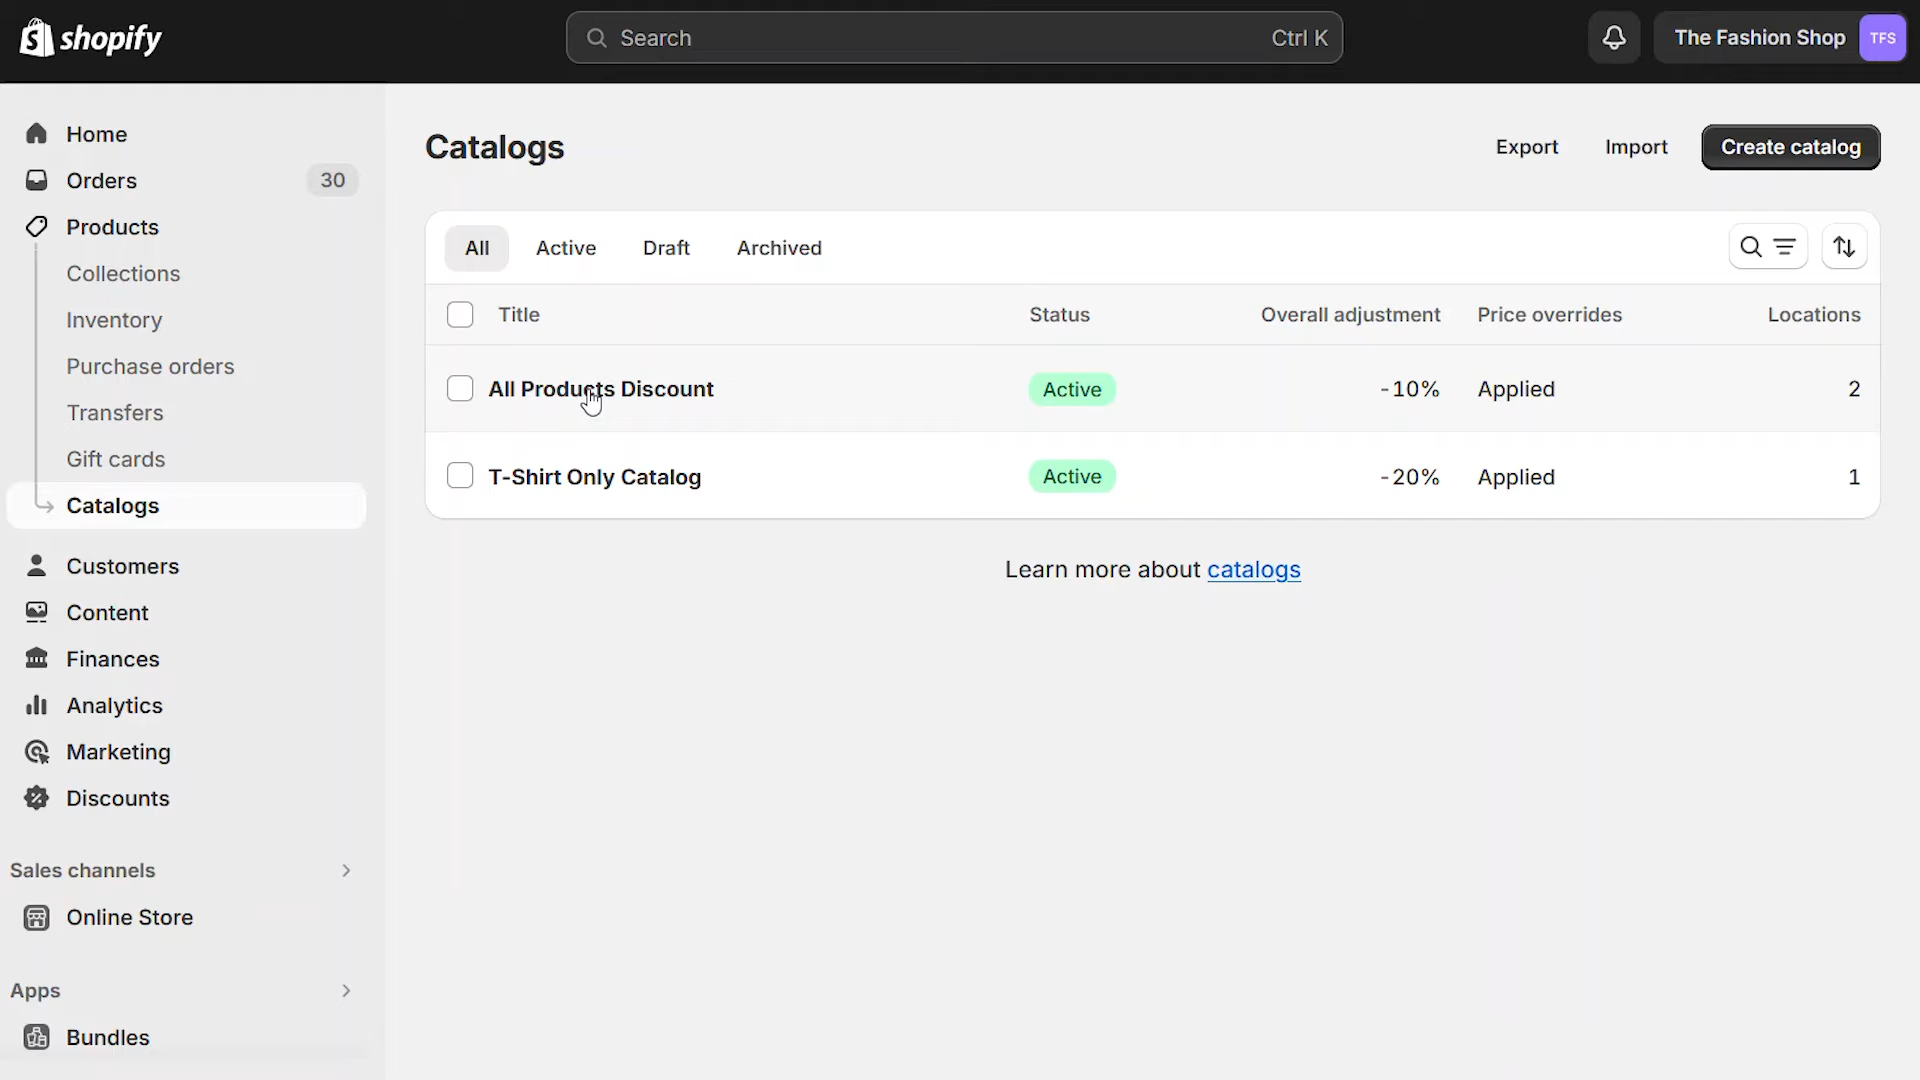 shopify
Search
Ctrl K
The Fashion Shop
TFS
Home
Orders
30
Products
Collections
Inventory
Purchase orders
Transfers
Gift cards
Catalogs
Customers
Content
Finances
Analytics
Marketing
Discounts
Sales channels
Online Store
Apps
Bundles
Catalogs
Export
Import
Create catalog
All
Active
Draft
Archived
Title
Status
Overall adjustment
Price overrides
Locations
All Products Discount
Active
-10%
Applied
2
T-Shirt Only Catalog
Active
-20%
Applied
1
Learn more about catalogs